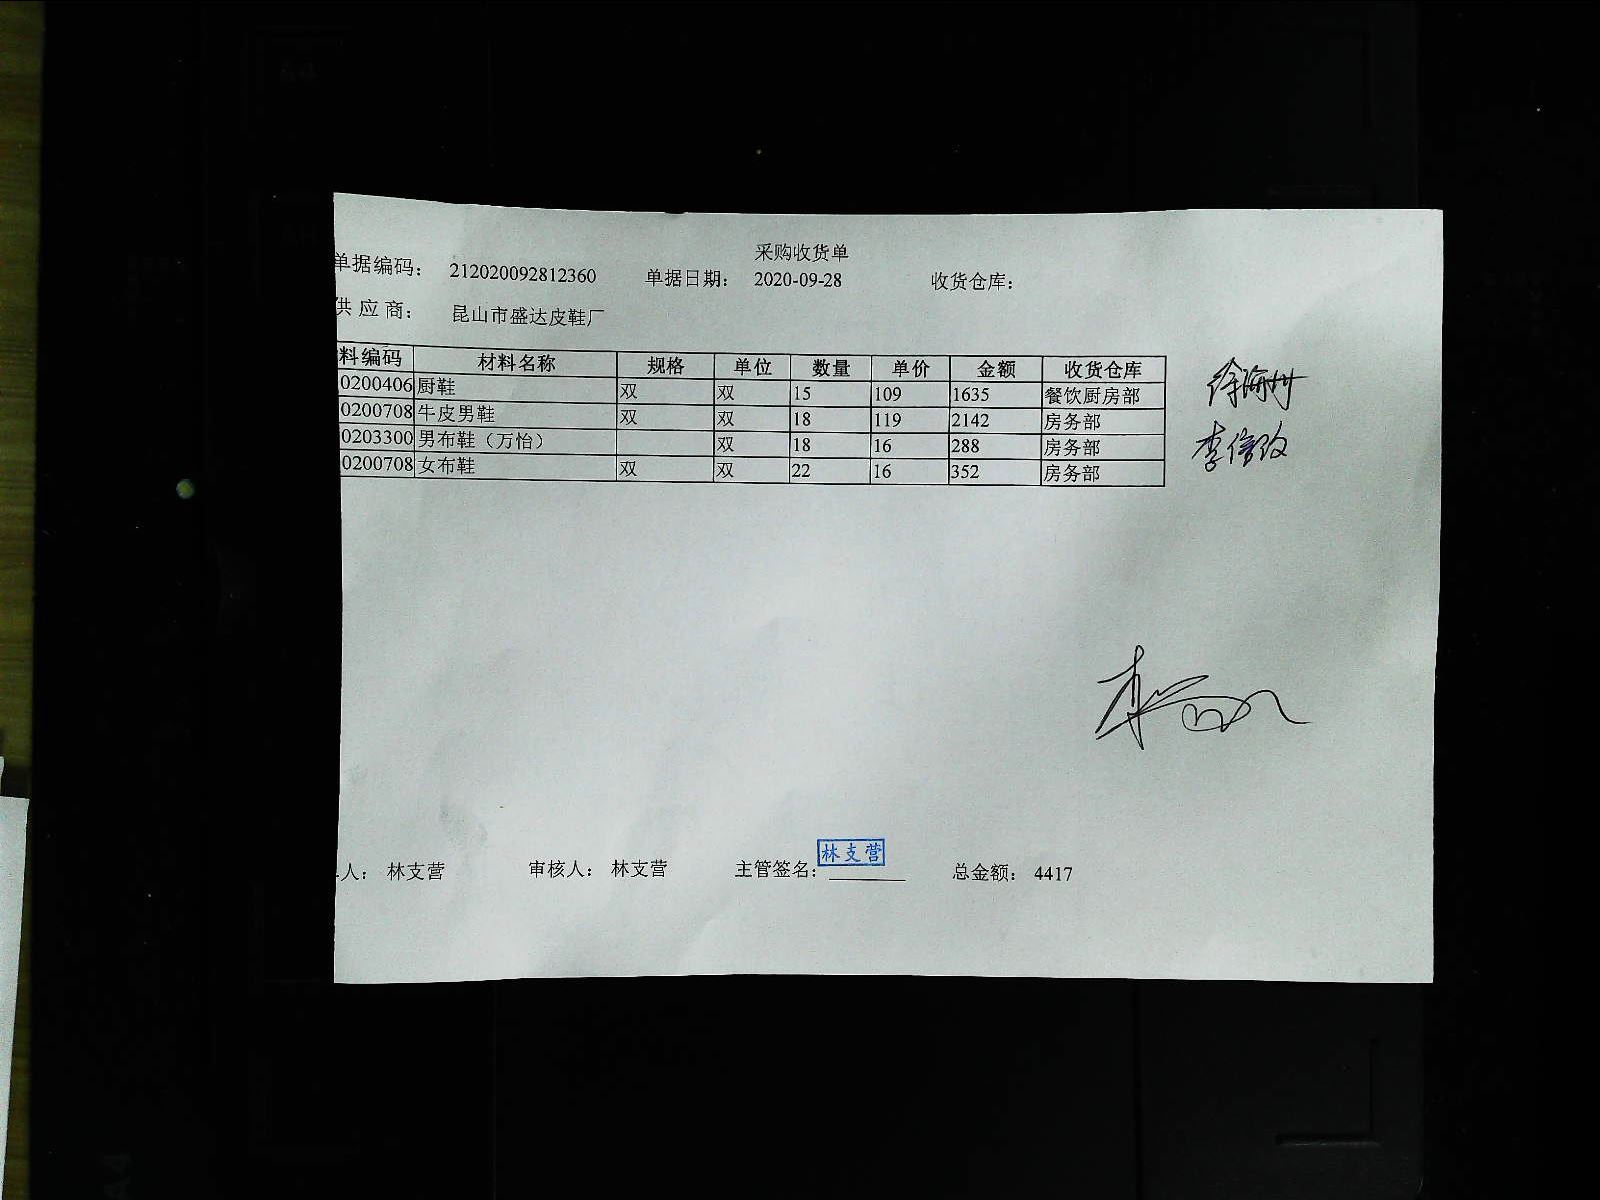 采购收货单
单据编码： 212020092812360 单据日期： 2020-09-28 收货仓库：
供 应 商： 昆山市盛达皮鞋厂
料编码 材料名称 规格 单位 数量 单价 金额 收货仓库
0200406 厨鞋 双 双 15 109 1635 餐饮厨房部
0200708 牛皮男鞋 双 双 18 119 2142 房务部
0203300 男布鞋（万怡） 双 18 16 288 房务部
0200708 女布鞋 双 双 22 16 352 房务部
林支营
人： 林支营 审核人： 林支营 主管签名： 总金额： 4417